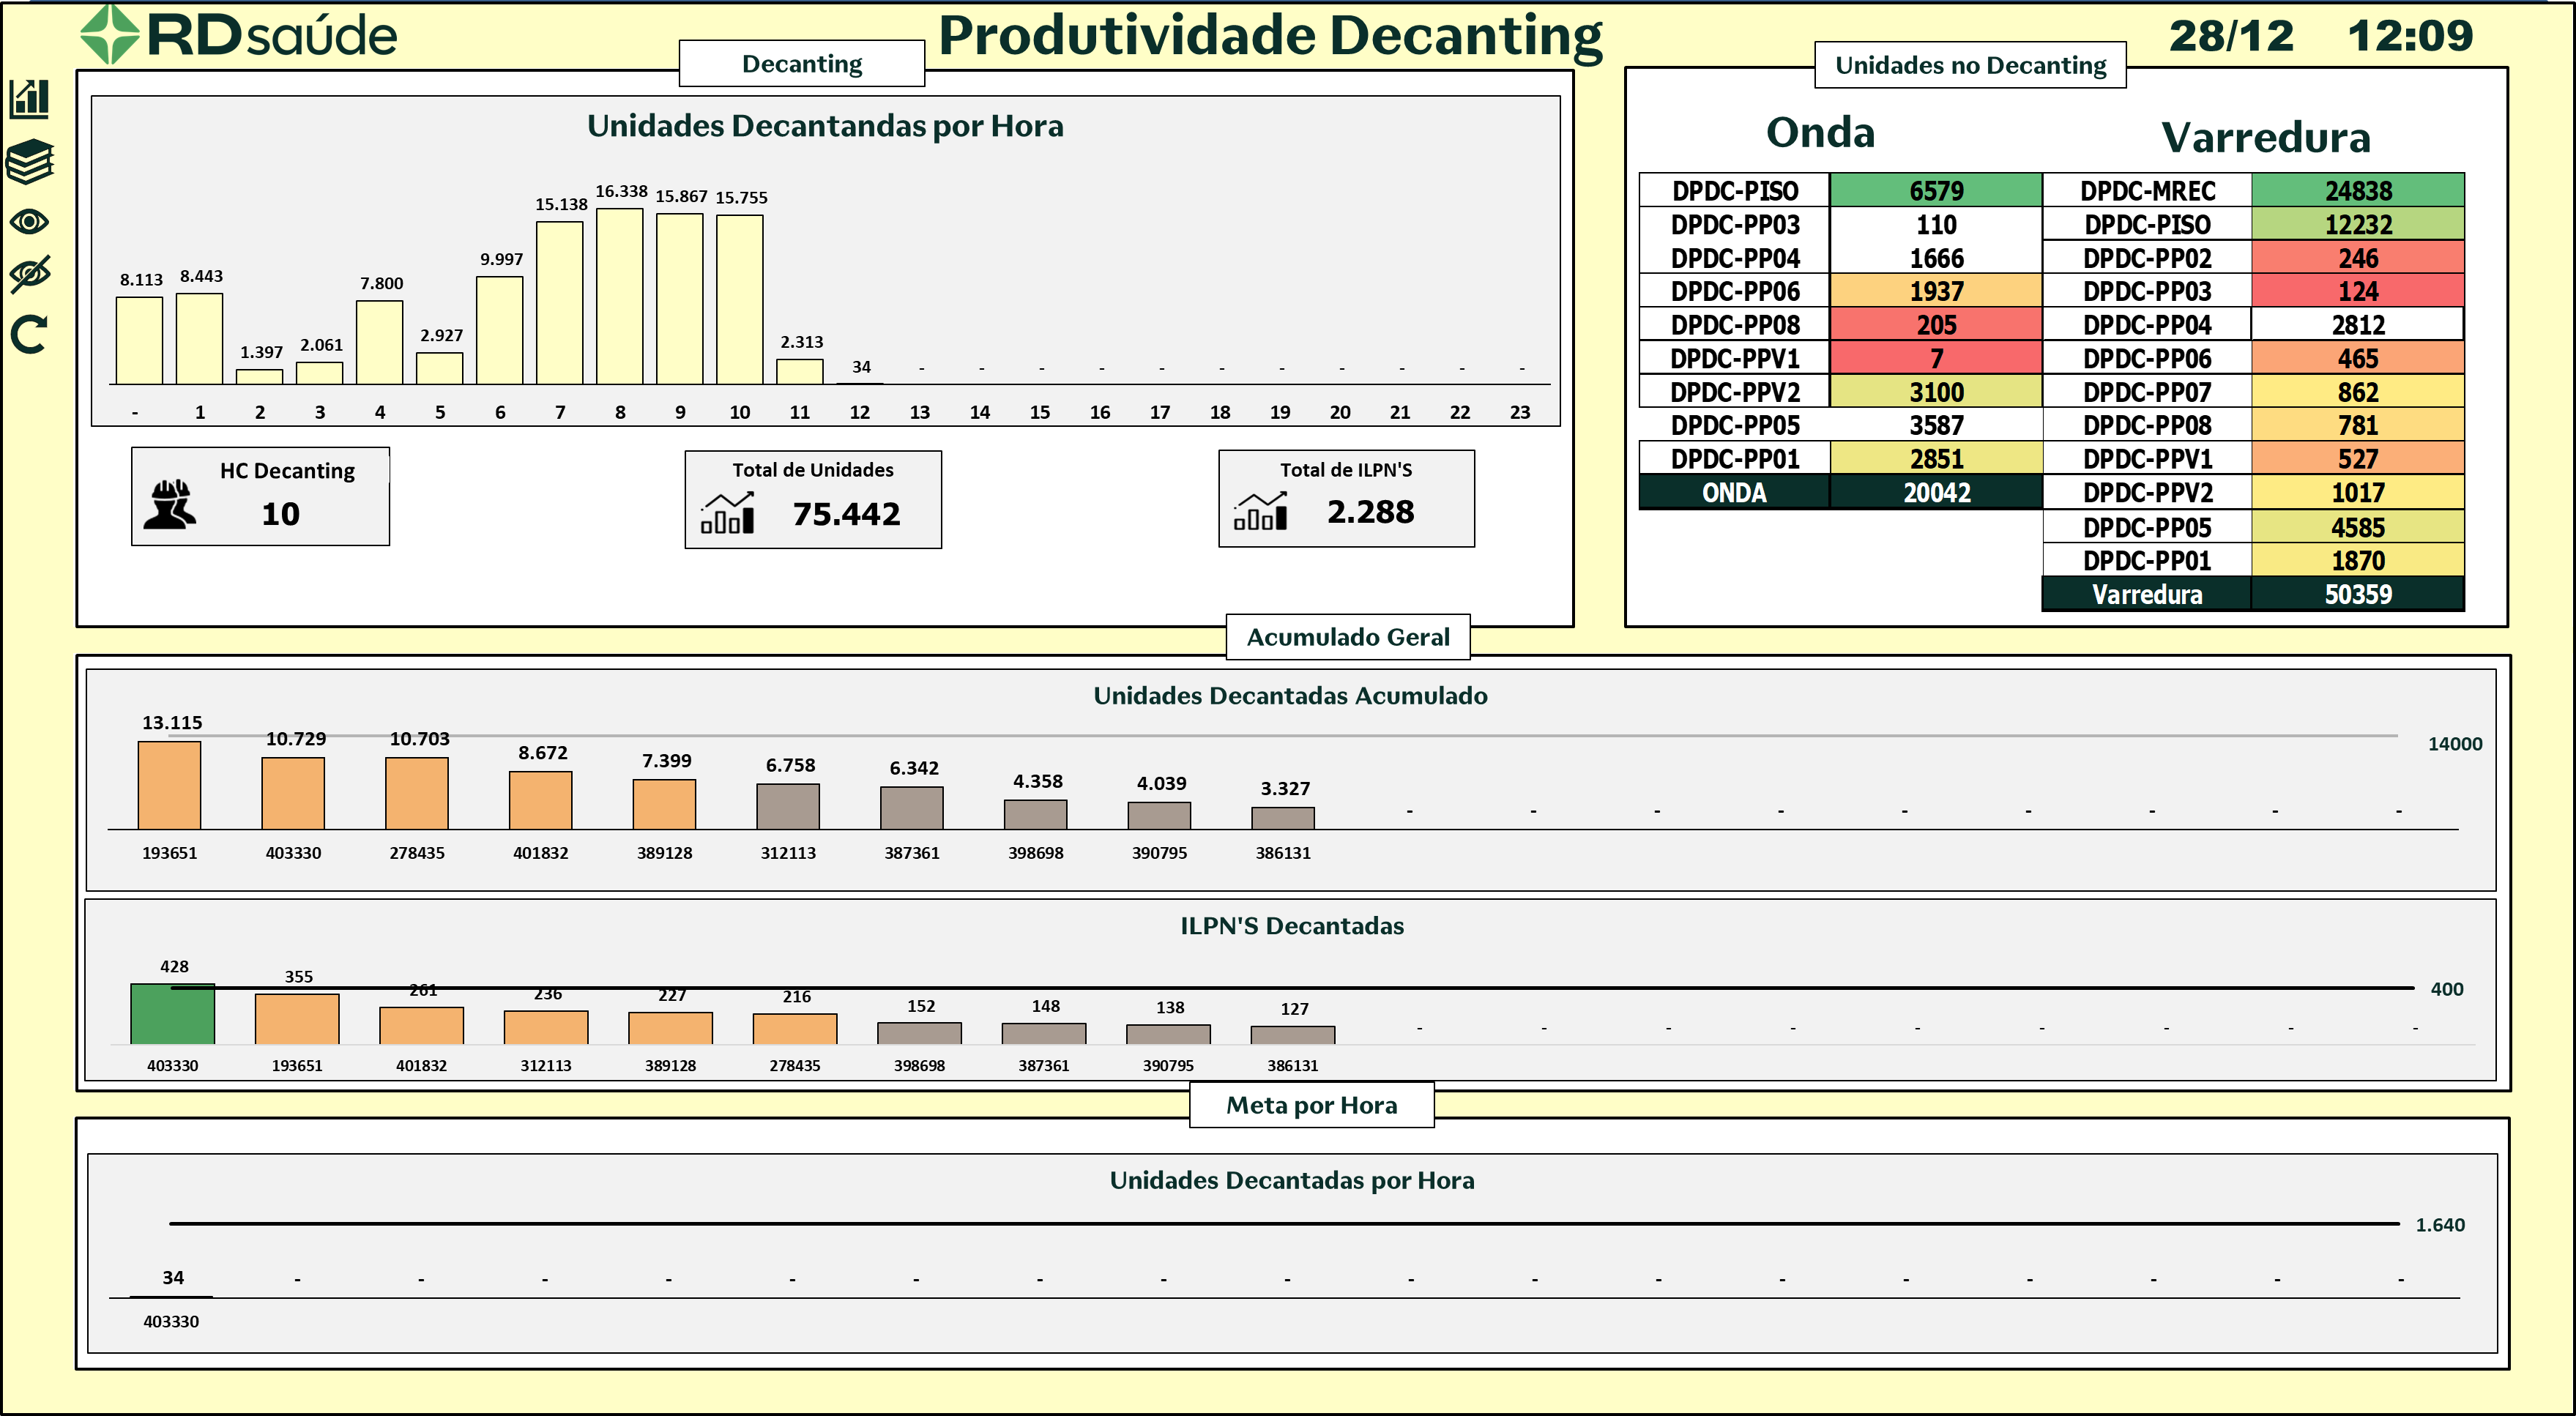 RDsaúde
Produtividade Decanting
28/12 12:09
Decanting
Unidades Decantandas por Hora
8.113 8.443 1.397 2.061 7.800 2.927 9.997 15.138 16.338 15.867 15.755 2.313 34 - - - - - - - - - - -
- 1 2 3 4 5 6 7 8 9 10 11 12 13 14 15 16 17 18 19 20 21 22 23
HC Decanting
10
Total de Unidades
75.442
Total de ILPN'S
2.288
Unidades no Decanting
Onda Varredura
DPDC-PISO 6579 DPDC-MREC 24838
DPDC-PP03 110 DPDC-PISO 12232
DPDC-PP04 1666 DPDC-PP02 246
DPDC-PP06 1937 DPDC-PP03 124
DPDC-PP08 205 DPDC-PP04 2812
DPDC-PPV1 7 DPDC-PP06 465
DPDC-PPV2 3100 DPDC-PP07 862
DPDC-PP05 3587 DPDC-PP08 781
DPDC-PP01 2851 DPDC-PPV1 527
ONDA 20042 DPDC-PPV2 1017
DPDC-PP05 4585
DPDC-PP01 1870
Varredura 50359
Acumulado Geral
Unidades Decantadas Acumulado
13.115 10.729 10.703 8.672 7.399 6.758 6.342 4.358 4.039 3.327 - - - - - - - - -
14000
193651 403330 278435 401832 389128 312113 387361 398698 390795 386131
ILPN'S Decantadas
428 355 261 236 227 216 152 148 138 127 - - - - - - - - -
400
403330 193651 401832 312113 389128 278435 398698 387361 390795 386131
Meta por Hora
Unidades Decantadas por Hora
1.640
34 - - - - - - - - - - - - - - - - - -
403330